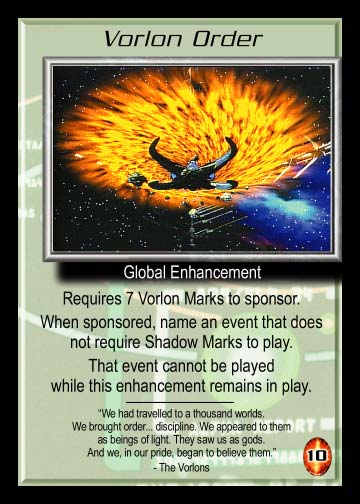 Vorlon Order
Global Enhancement
Requires 7 Vorlon Marks to sponsor.
When sponsored, name an event that does
not require Shadow Marks to play.
That event cannot be played
while this enhancement remains in play.
“We had travelled to a thousand worlds.
We brought order... discipline. We appeared to them
as beings of light. They saw us as gods.
And we, in our pride, began to believe them.”
- The Vorlons
10